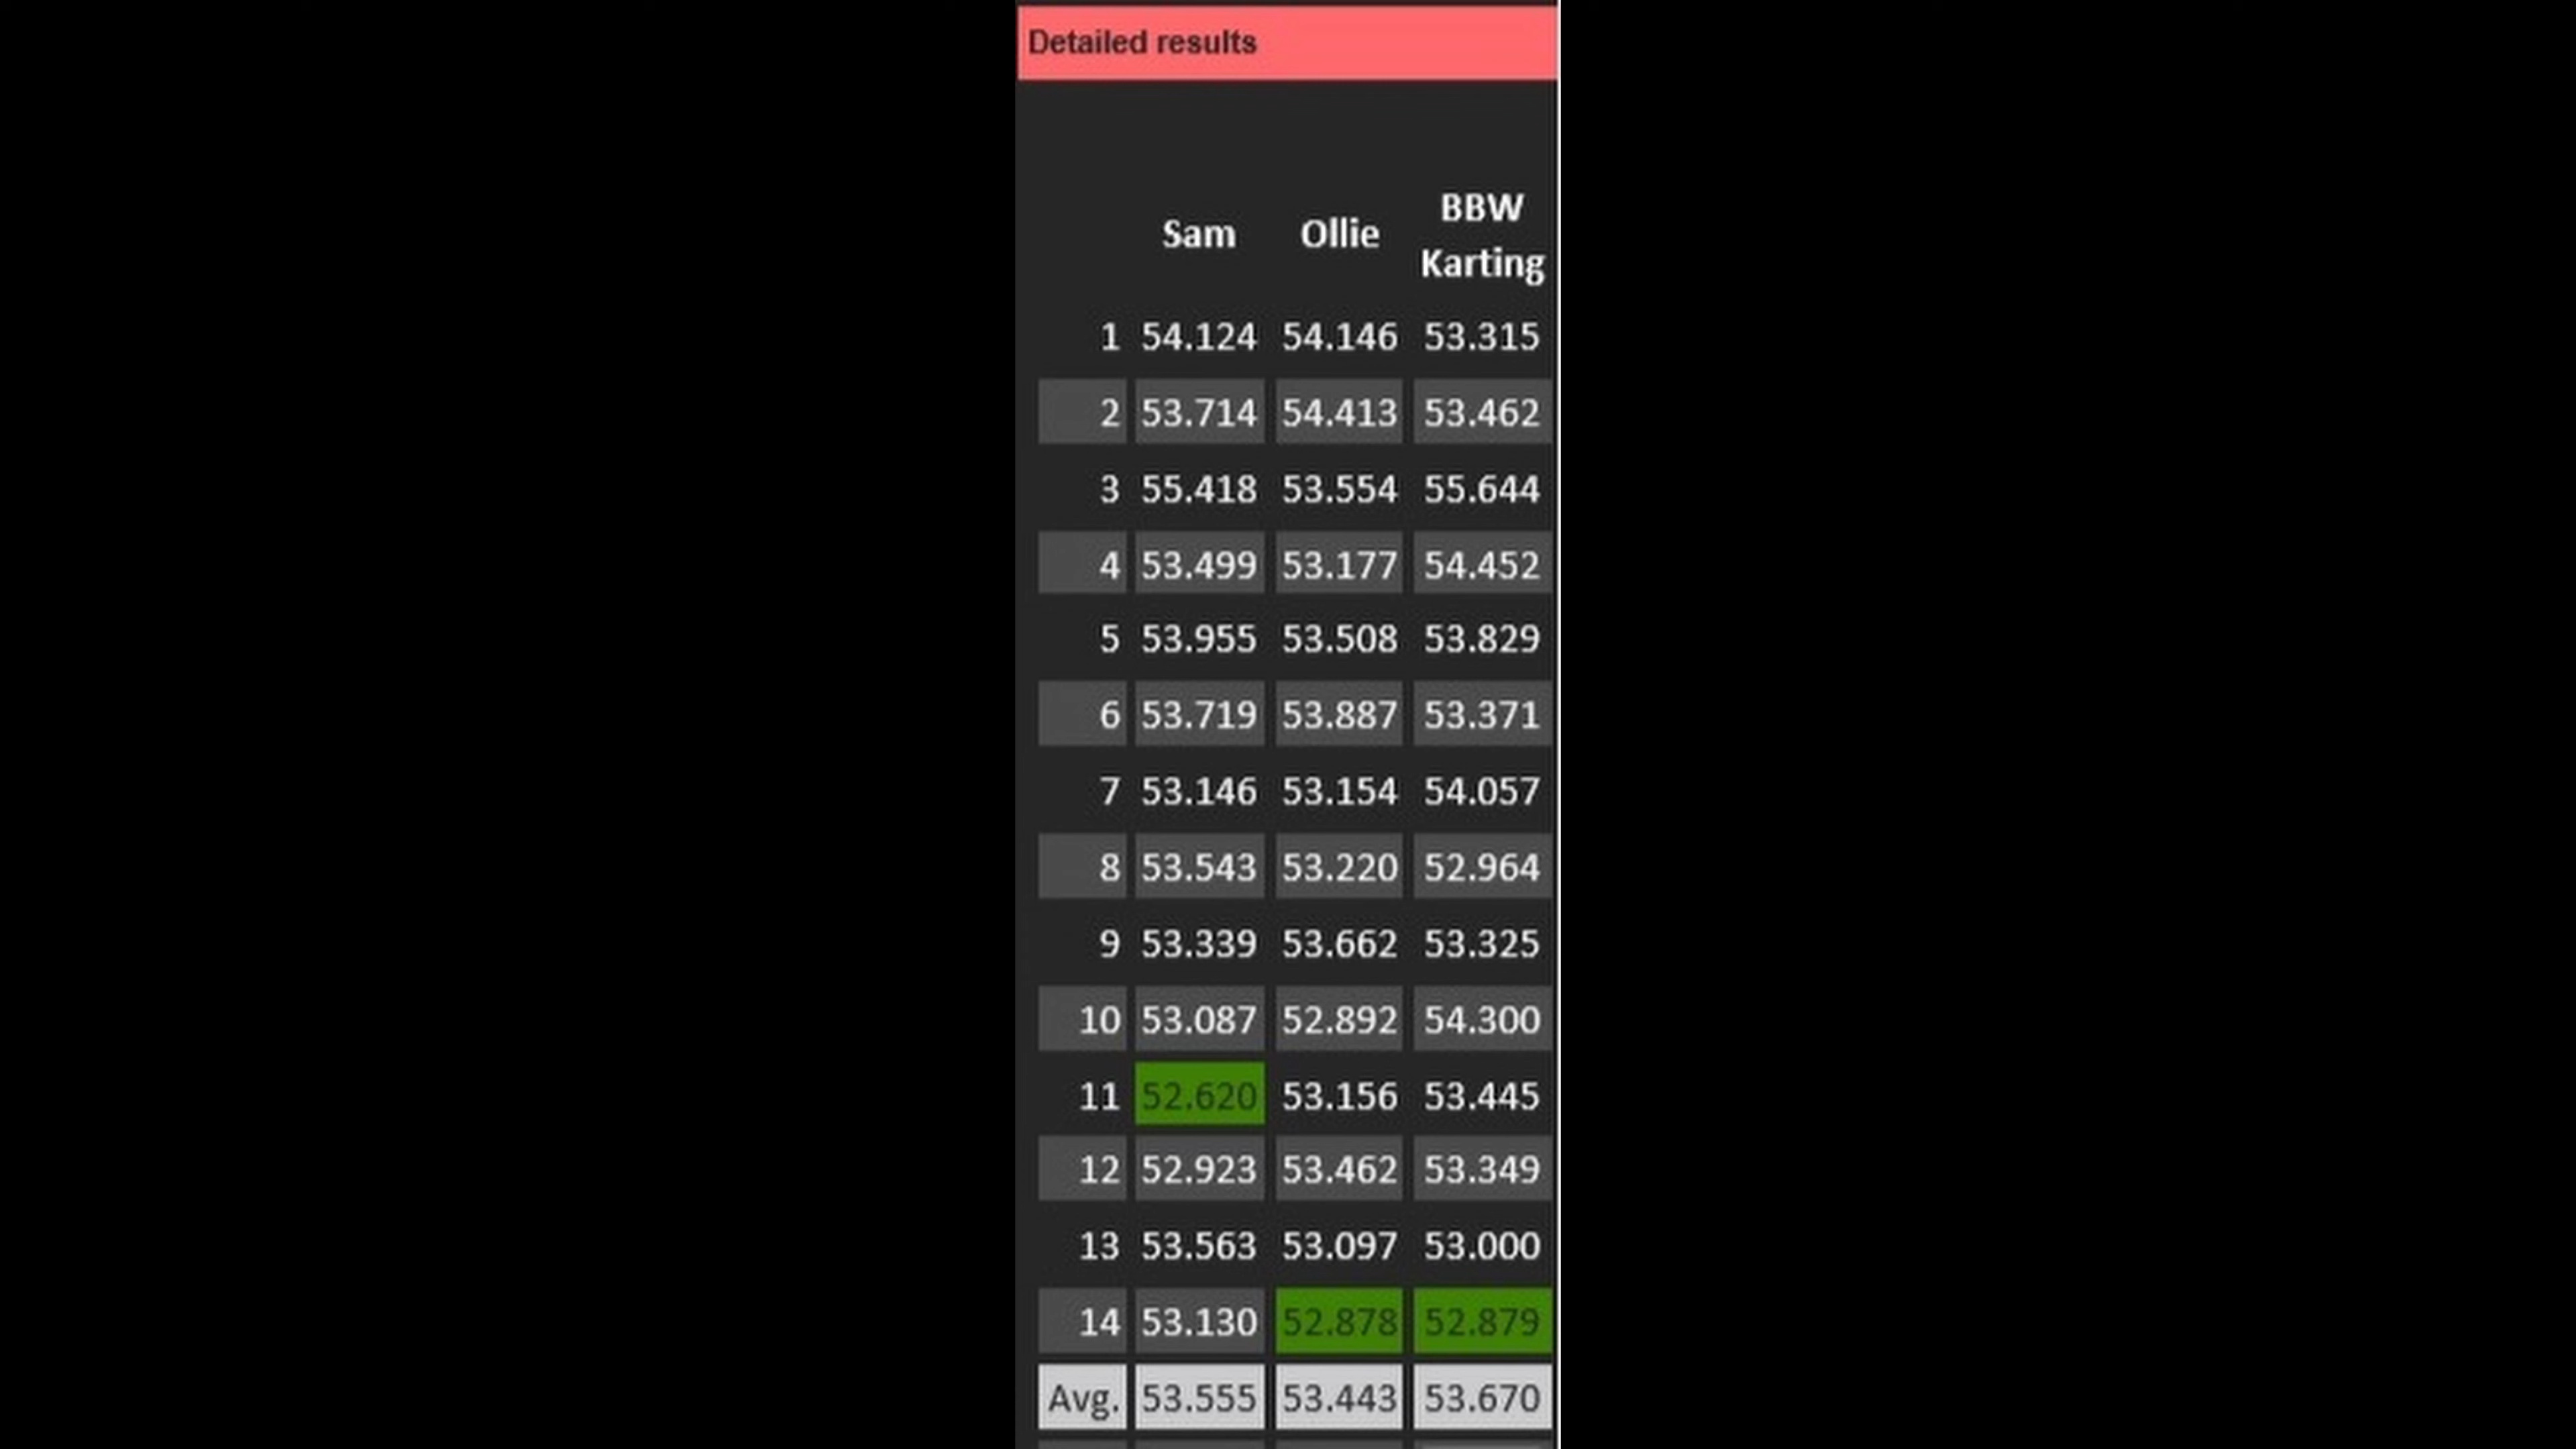 Detailed results
Sam Ollie BBW Karting
1 54.124 54.146 53.315
2 53.714 54.413 53.462
3 55.418 53.554 55.644
4 53.499 53.177 54.452
5 53.955 53.508 53.829
6 53.719 53.887 53.371
7 53.146 53.154 54.057
8 53.543 53.220 52.964
9 53.339 53.662 53.325
10 53.087 52.892 54.300
11 52.620 53.156 53.445
12 52.923 53.462 53.349
13 53.563 53.097 53.000
14 53.130 52.878 52.879
Avg. 53.555 53.443 53.670